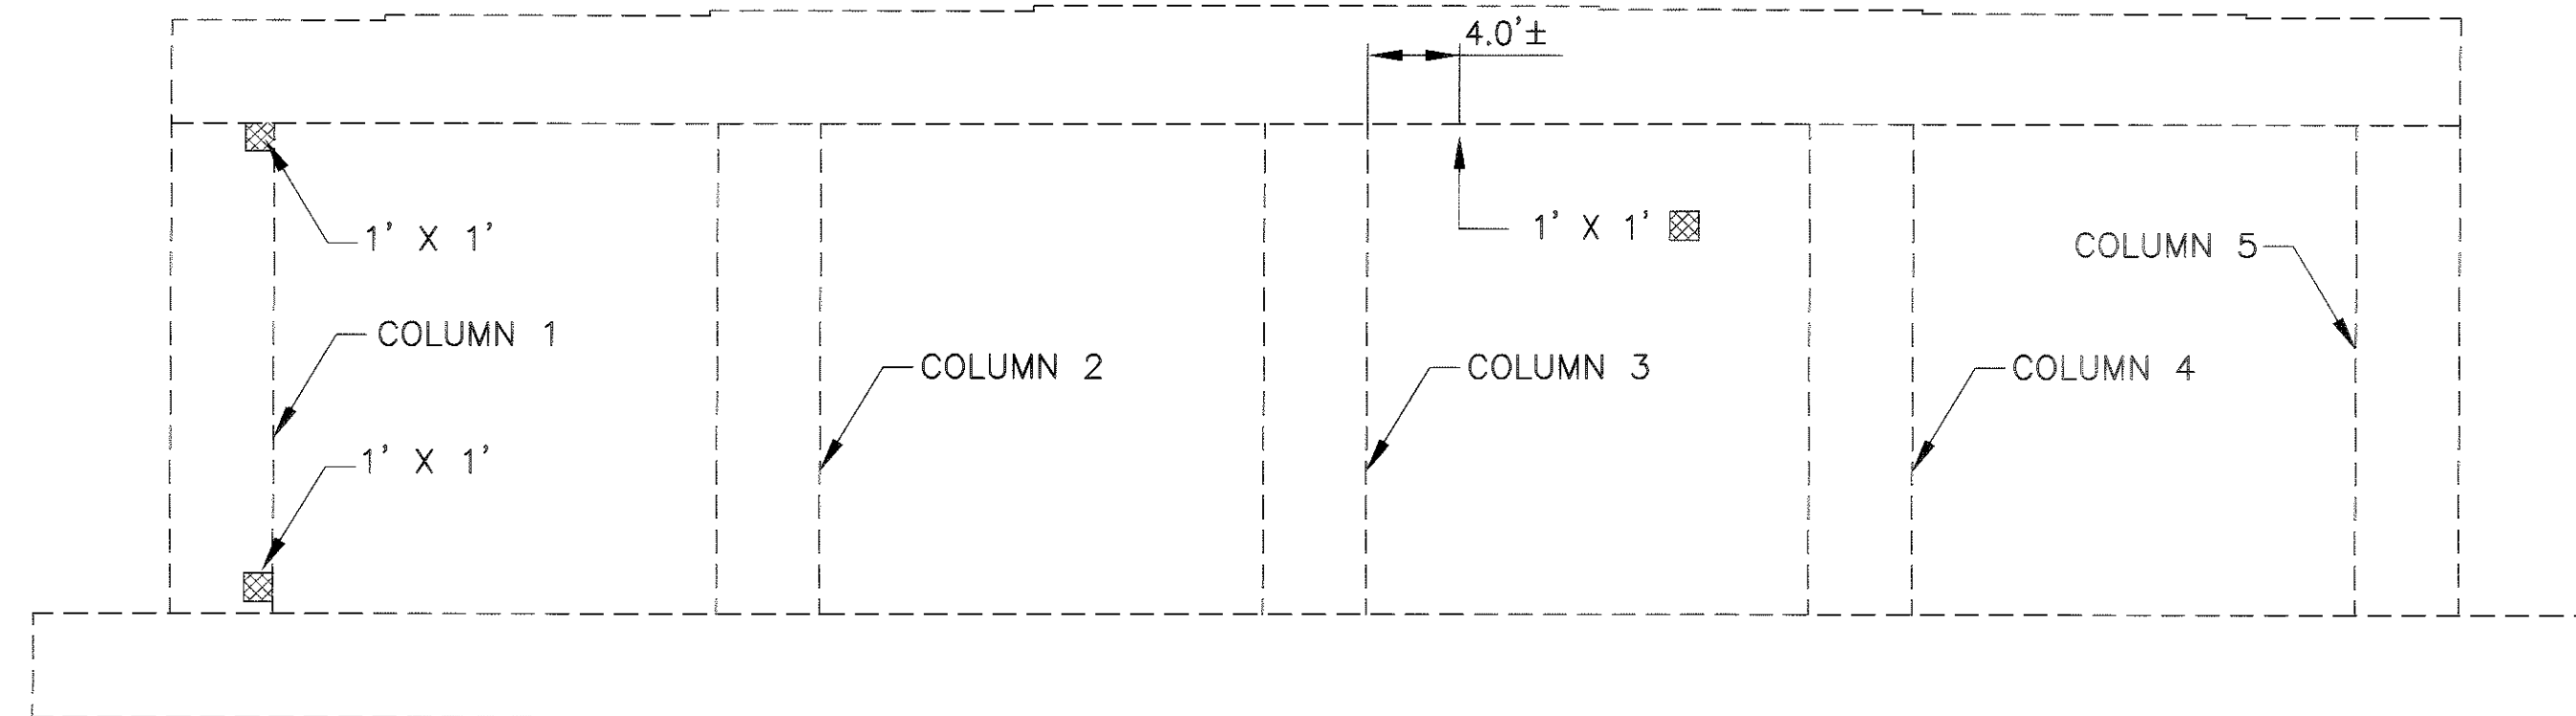 4.0'±
1' X 1'
1' X 1'
COLUMN 5
COLUMN 1
COLUMN 2
COLUMN 3
COLUMN 4
1' X 1'